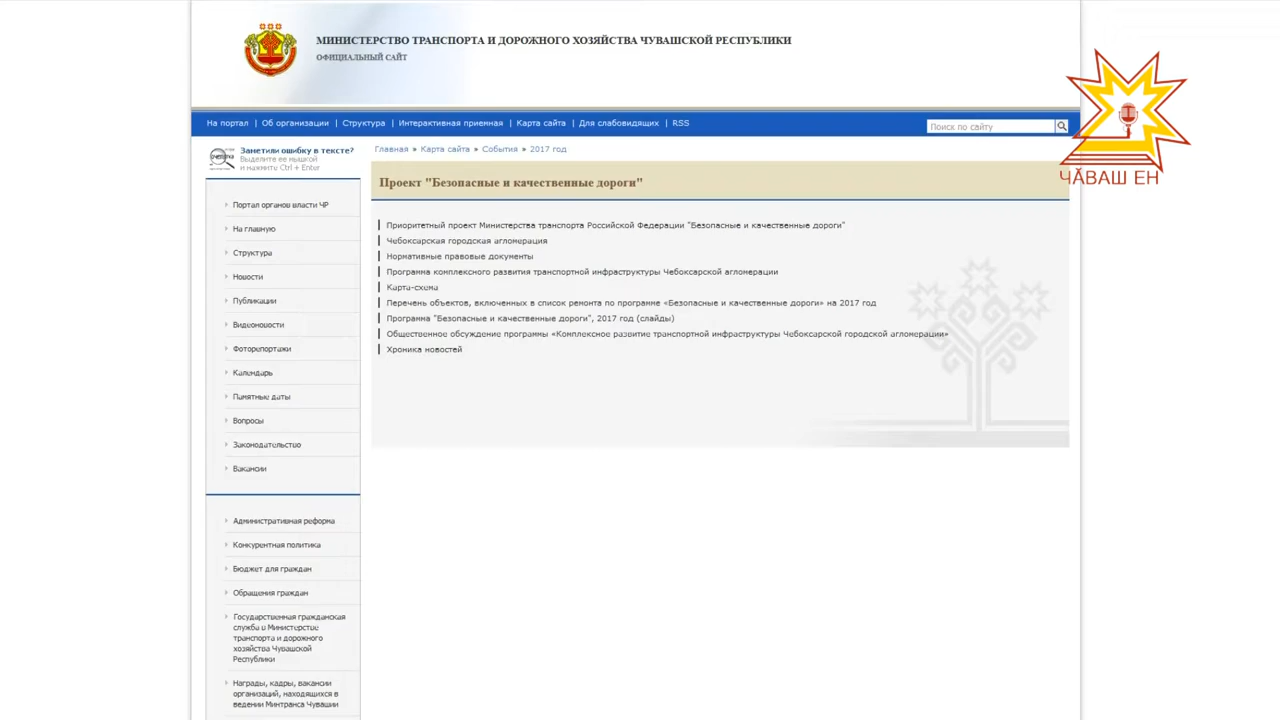 МИНИСТЕРСТВО ТРАНСПОРТА И ДОРОЖНОГО ХОЗЯЙСТВА ЧУВАШСКОЙ РЕСПУБЛИКИ
ОФИЦИАЛЬНЫЙ САЙТ
ЧӐВАШ ЕН
На портал | Об организации | Структура | Интерактивная приемная | Карта сайта | Для слабовидящих | RSS
Поиск по сайту
Заметили ошибку в тексте?
Выделите ее мышкой
и нажмите Ctrl + Enter
Главная » Карта сайта » События » 2017 год
Проект "Безопасные и качественные дороги"
Приоритетный проект Министерства транспорта Российской Федерации "Безопасные и качественные дороги"
Чебоксарская городская агломерация
Нормативные правовые документы
Программа комплексного развития транспортной инфраструктуры Чебоксарской агломерации
Карта-схема
Перечень объектов, включенных в список ремонта по программе «Безопасные и качественные дороги» на 2017 год
Программа "Безопасные и качественные дороги", 2017 год (слайды)
Общественное обсуждение программы «Комплексное развитие транспортной инфраструктуры Чебоксарской городской агломерации»
Хроника новостей
Портал органов власти ЧР
На главную
Структура
Новости
Публикации
Видеоновости
Фоторепортажи
Календарь
Памятные даты
Вопросы
Законодательство
Вакансии
Административная реформа
Конкурентная политика
Бюджет для граждан
Обращения граждан
Государственная гражданская
служба в Министерстве
транспорта и дорожного
хозяйства Чувашской
Республики
Награды, кадры, вакансии
организаций, находящихся в
ведении Минтранса Чувашии